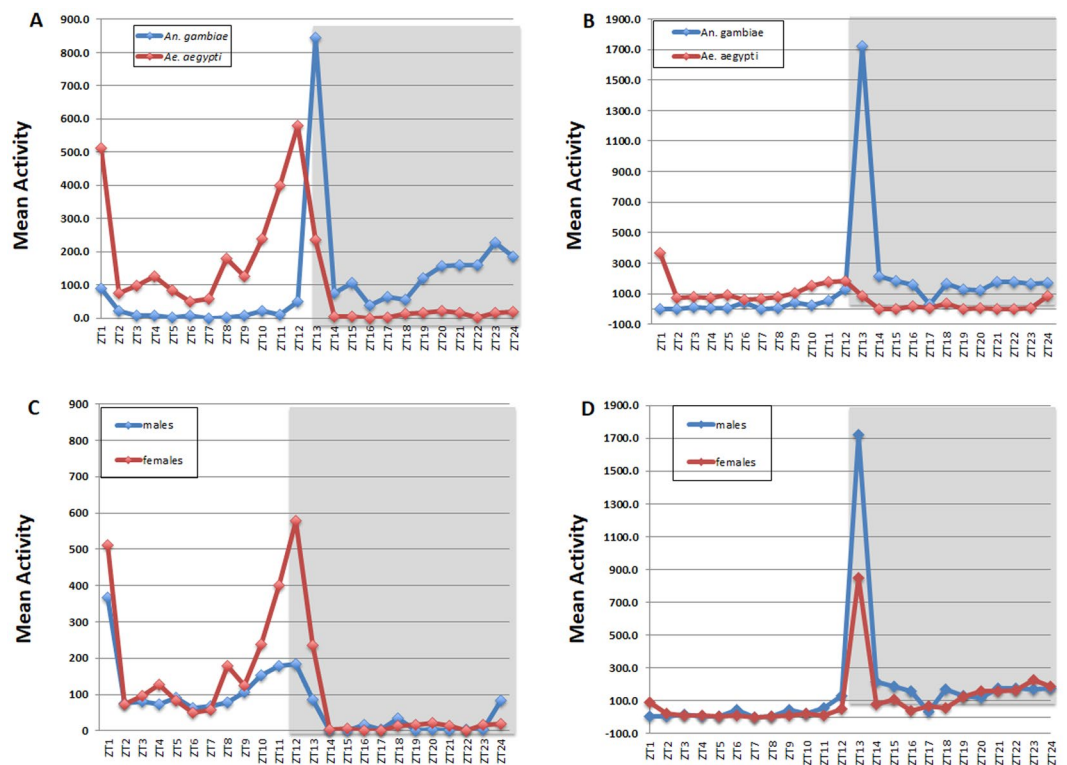 A
An. gambiae
Ae. aegypti
Mean Activity
900.0
800.0
700.0
600.0
500.0
400.0
300.0
200.0
100.0
0.0
ZT1 ZT2 ZT3 ZT4 ZT5 ZT6 ZT7 ZT8 ZT9 ZT10 ZT11 ZT12 ZT13 ZT14 ZT15 ZT16 ZT17 ZT18 ZT19 ZT20 ZT21 ZT22 ZT23 ZT24
B
An. gambiae
Ae. aegypti
Mean Activity
1900.0
1700.0
1500.0
1300.0
1100.0
900.0
700.0
500.0
300.0
100.0
-100.0
ZT1 ZT2 ZT3 ZT4 ZT5 ZT6 ZT7 ZT8 ZT9 ZT10 ZT11 ZT12 ZT13 ZT14 ZT15 ZT16 ZT17 ZT18 ZT19 ZT20 ZT21 ZT22 ZT23 ZT24
C
males
females
Mean Activity
900
800
700
600
500
400
300
200
100
0
ZT1 ZT2 ZT3 ZT4 ZT5 ZT6 ZT7 ZT8 ZT9 ZT10 ZT11 ZT12 ZT13 ZT14 ZT15 ZT16 ZT17 ZT18 ZT19 ZT20 ZT21 ZT22 ZT23 ZT24
D
males
females
Mean Activity
1900.0
1700.0
1500.0
1300.0
1100.0
900.0
700.0
500.0
300.0
100.0
-100.0
ZT1 ZT2 ZT3 ZT4 ZT5 ZT6 ZT7 ZT8 ZT9 ZT10 ZT11 ZT12 ZT13 ZT14 ZT15 ZT16 ZT17 ZT18 ZT19 ZT20 ZT21 ZT22 ZT23 ZT24